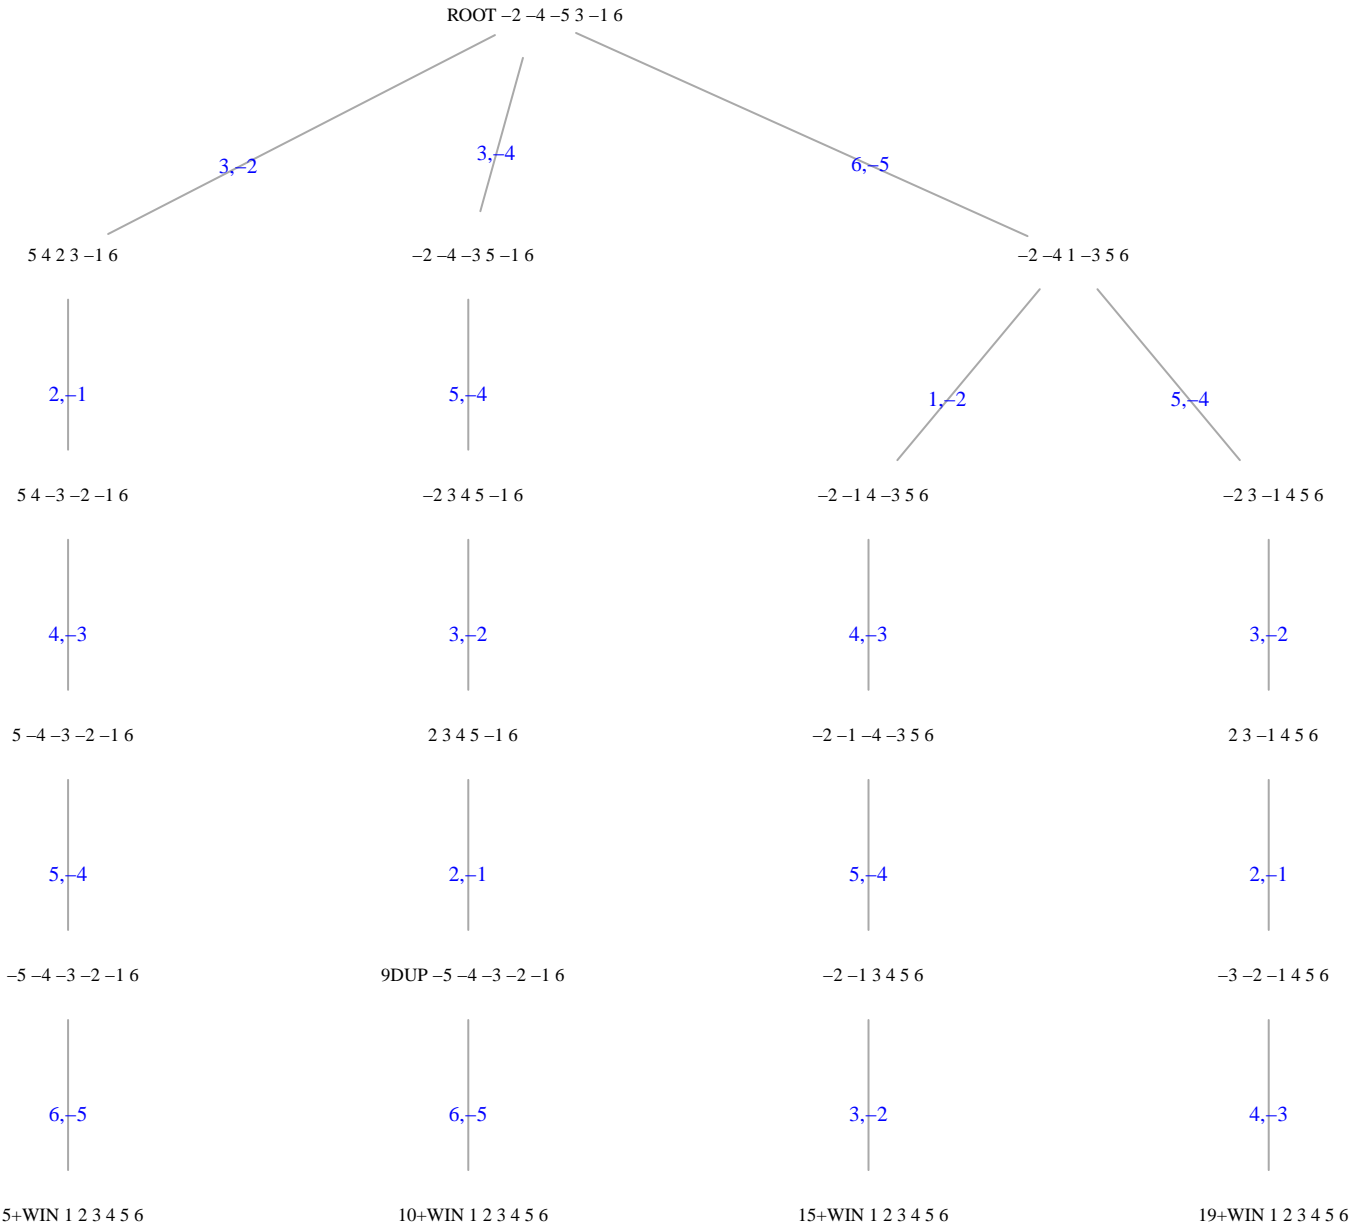 ROOT –2 –4 –5 3 –1 6
3,–2
3,–4
6,–5
5 4 2 3 –1 6
–2 –4 –3 5 –1 6
–2 –4 1 –3 5 6
2,–1
5,–4
1,–2
5,–4
5 4 –3 –2 –1 6
–2 3 4 5 –1 6
–2 –1 4 –3 5 6
–2 3 –1 4 5 6
4,–3
3,–2
4,–3
3,–2
5 –4 –3 –2 –1 6
2 3 4 5 –1 6
–2 –1 –4 –3 5 6
2 3 –1 4 5 6
5,–4
2,–1
5,–4
2,–1
–5 –4 –3 –2 –1 6
9DUP –5 –4 –3 –2 –1 6
–2 –1 3 4 5 6
–3 –2 –1 4 5 6
6,–5
6,–5
3,–2
4,–3
5+WIN 1 2 3 4 5 6
10+WIN 1 2 3 4 5 6
15+WIN 1 2 3 4 5 6
19+WIN 1 2 3 4 5 6